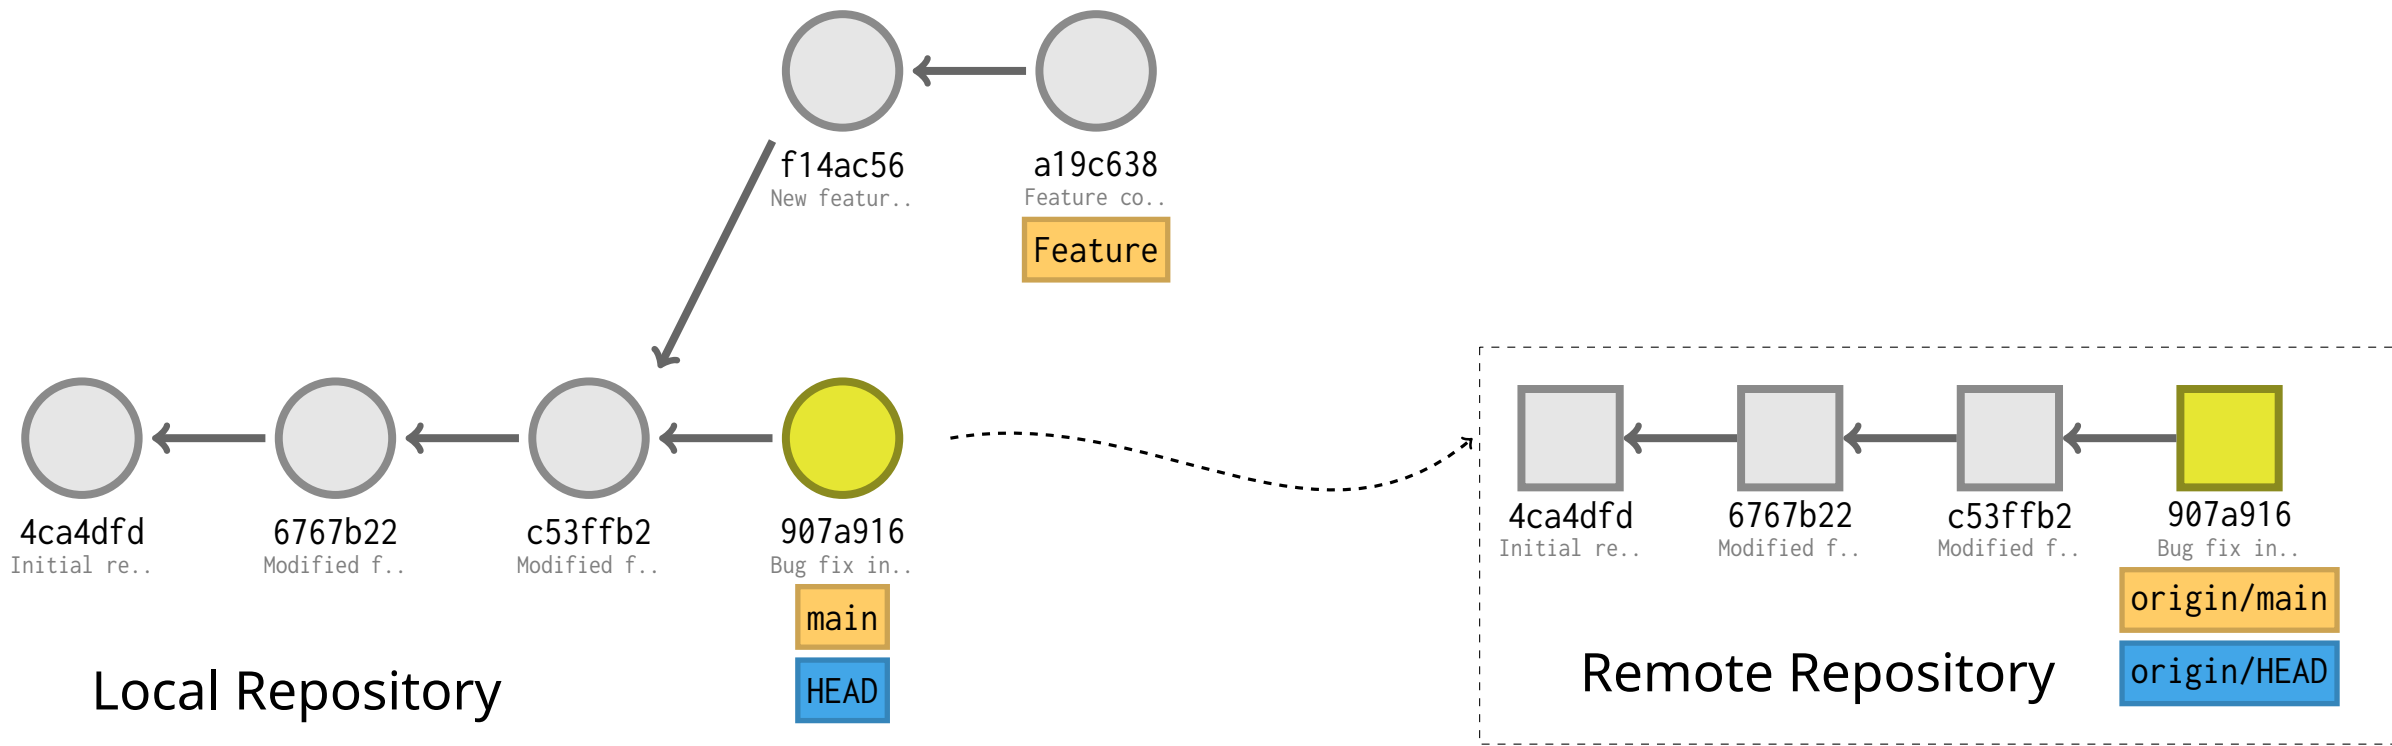 f14ac56
New featur..
a19c638
Feature co..
Feature
4ca4dfd
Initial re..
6767b22
Modified f..
c53ffb2
Modified f..
907a916
Bug fix in..
main
HEAD
Local Repository
4ca4dfd
Initial re..
6767b22
Modified f..
c53ffb2
Modified f..
907a916
Bug fix in..
origin/main
origin/HEAD
Remote Repository